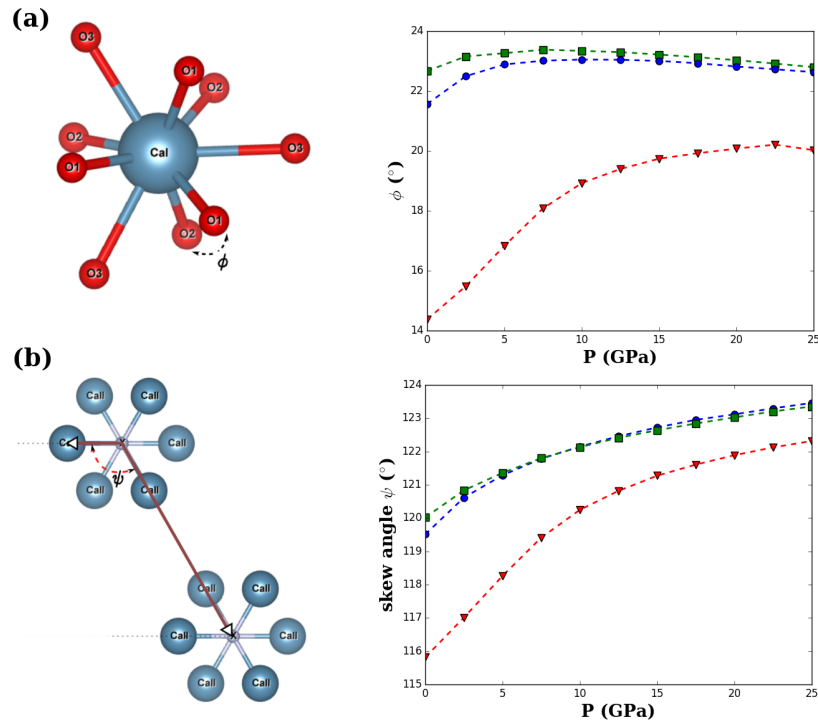 (a)
O3
O1
O2
O2
CaI
O3
O1
O1
O2
ϕ
O3
24
22
20
18
16
14
ϕ (°)
0
5
10
15
20
25
P (GPa)
(b)
CaII
CaII
CaII
X
CaII
ψ
CaII
CaII
CaII
CaII
CaII
X
CaII
CaII
CaII
124
123
122
121
120
119
118
117
116
115
skew angle ψ (°)
0
5
10
15
20
25
P (GPa)